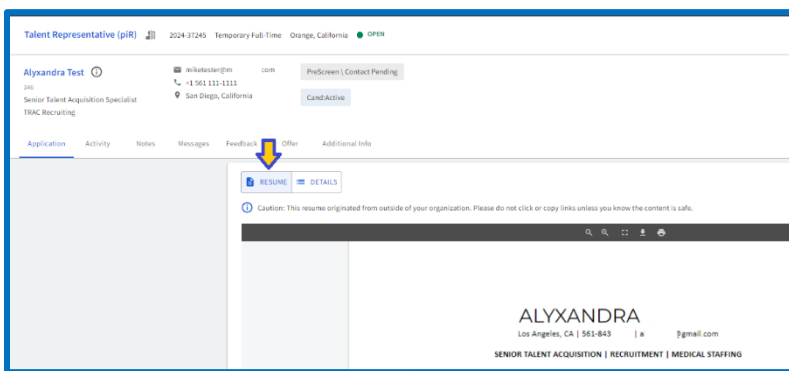 Talent Representative (piR) 2024-37245 Temporary Full-Time Orange, California OPEN
Alyxandra Test
miketester@m com
PreScreen \ Contact Pending
+1 561 111-1111
Senior Talent Acquisition Specialist
San Diego, California
Cand:Active
TRAC Recruiting
Application Activity Notes Messages Feedback Offer Additional Info
RESUME DETAILS
Caution: This resume originated from outside of your organization. Please do not click or copy links unless you know the content is safe.
ALYXANDRA
Los Angeles, CA | 561-843 | a gmail.com
SENIOR TALENT ACQUISITION | RECRUITMENT | MEDICAL STAFFING